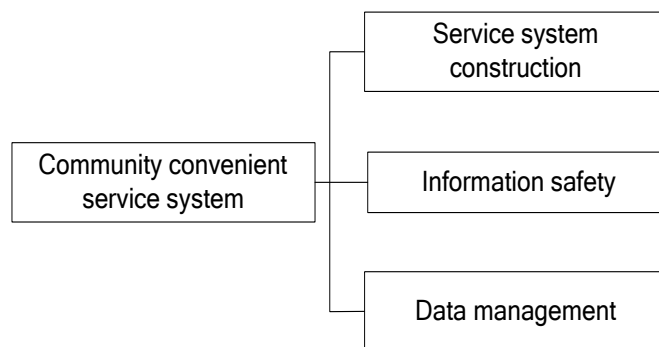 Service system
construction
Community convenient
service system
Information safety
Data management